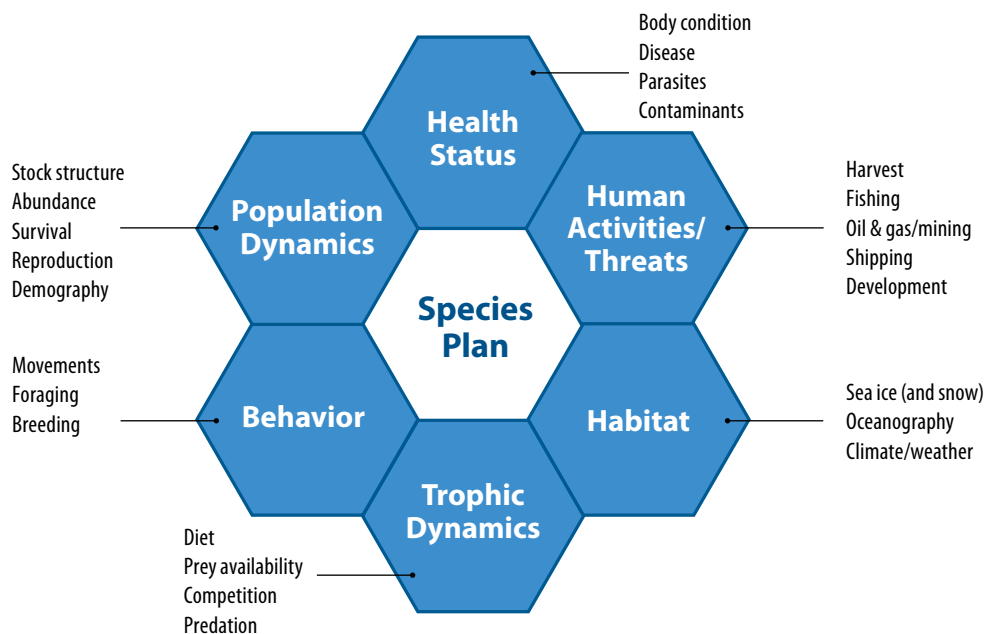 Body condition
Disease
Parasites
Contaminants
Health
Status
Stock structure
Abundance
Survival
Reproduction
Demography
Population
Dynamics
Human
Activities/
Threats
Harvest
Fishing
Oil & gas/mining
Shipping
Development
Species
Plan
Movements
Foraging
Breeding
Behavior
Habitat
Sea ice (and snow)
Oceanography
Climate/weather
Trophic
Dynamics
Diet
Prey availability
Competition
Predation